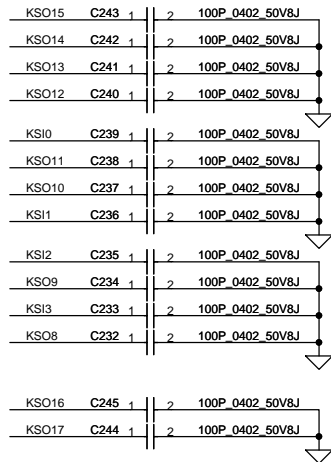 KSO15 C243 1 2 100P_0402_50V8J
KSO14 C242 1 2 100P_0402_50V8J
KSO13 C241 1 2 100P_0402_50V8J
KSO12 C240 1 2 100P_0402_50V8J
KSI0 C239 1 2 100P_0402_50V8J
KSO11 C238 1 2 100P_0402_50V8J
KSO10 C237 1 2 100P_0402_50V8J
KSI1 C236 1 2 100P_0402_50V8J
KSI2 C235 1 2 100P_0402_50V8J
KSO9 C234 1 2 100P_0402_50V8J
KSI3 C233 1 2 100P_0402_50V8J
KSO8 C232 1 2 100P_0402_50V8J
KSO16 C245 1 2 100P_0402_50V8J
KSO17 C244 1 2 100P_0402_50V8J